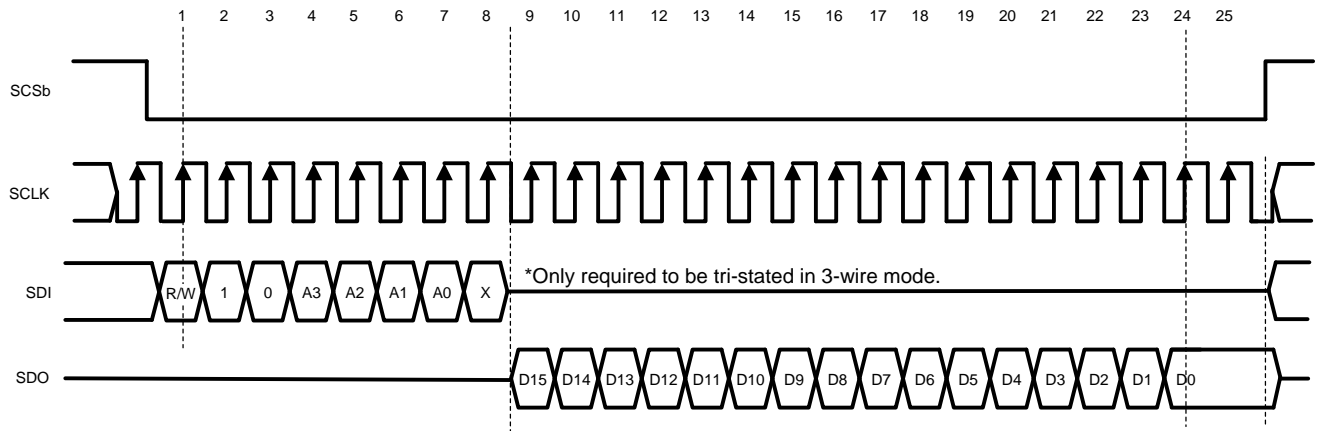 1 2 3 4 5 6 7 8 9 10 11 12 13 14 15 16 17 18 19 20 21 22 23 24 25
SCSb
SCLK
*Only required to be tri-stated in 3-wire mode.
SDI R/W 1 0 A3 A2 A1 A0 X
SDO D15 D14 D13 D12 D11 D10 D9 D8 D7 D6 D5 D4 D3 D2 D1 D0